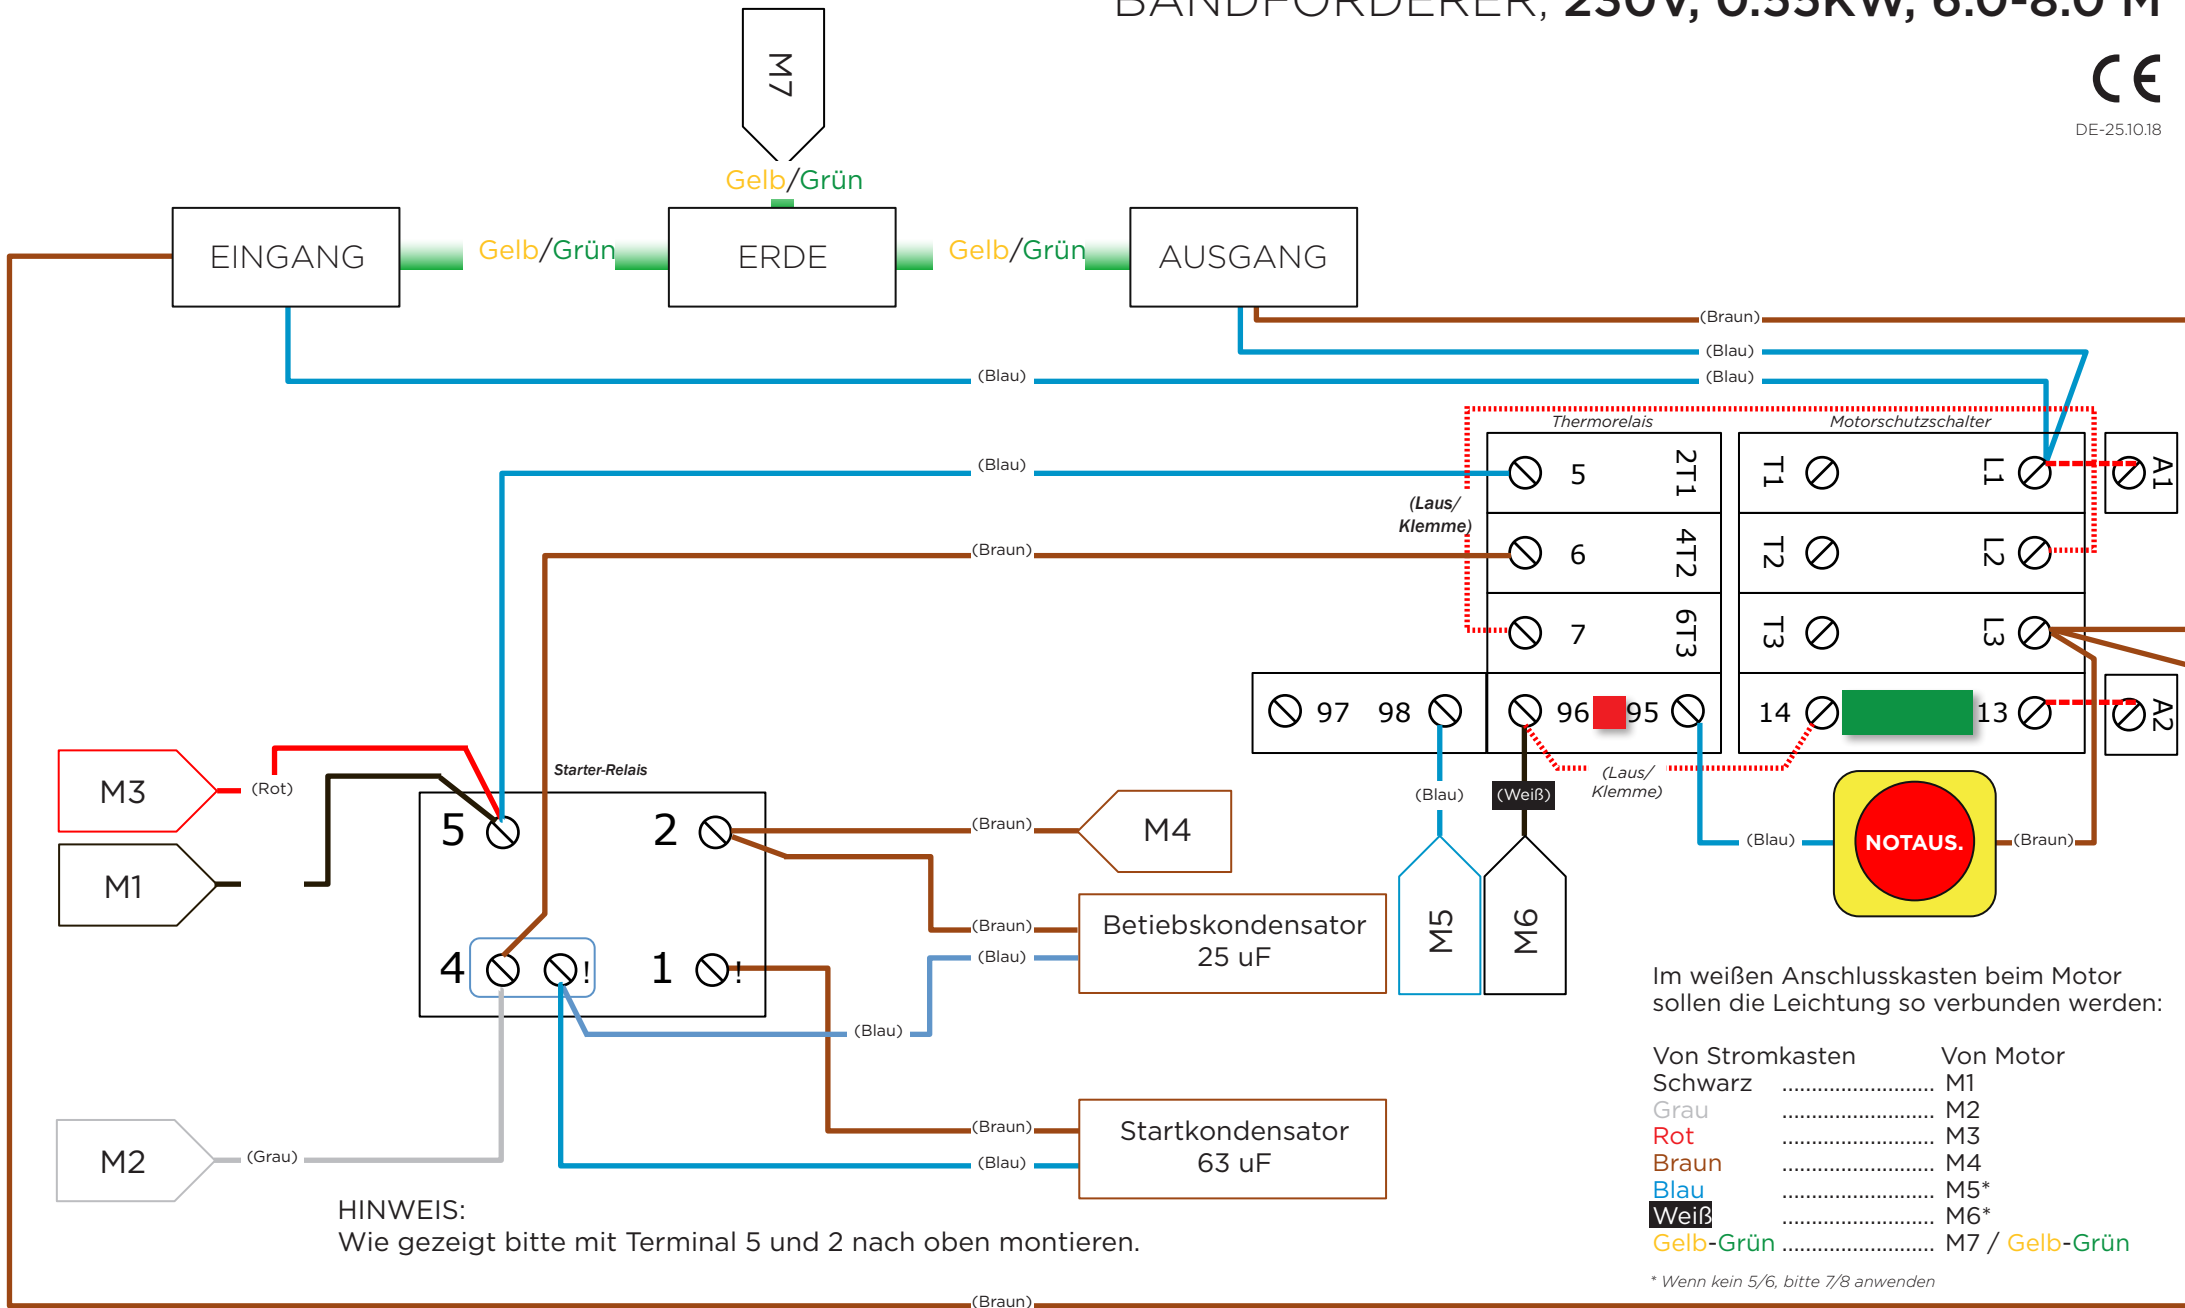 BANDFÖRDERER, 230V, 0.55KW, 6.0-8.0 M
CE
DE-25.10.18
M7
Gelb/Grün
EINGANG
Gelb/Grün
ERDE
Gelb/Grün
AUSGANG
(Braun)
(Blau)
(Blau)
(Blau)
Thermorelais
Motorschutzschalter
(Blau)
5
2T1
T1
L1
A1
(Laus/
Klemme)
(Braun)
6
4T2
T2
L2
7
6T3
T3
L3
97
98
96
95
14
13
A2
M3
(Rot)
Starter-Relais
(Laus/
Klemme)
(Blau)
(Weiß)
5
2
(Braun)
M4
(Blau)
NOTAUS.
(Braun)
M1
M5
M6
(Braun)
Betiebskondensator
25 uF
(Blau)
4
!
1
!
(Blau)
Im weißen Anschlusskasten beim Motor
sollen die Leichtung so verbunden werden:
Von Stromkasten Von Motor
Schwarz .......................... M1
Grau .......................... M2
Rot .......................... M3
Braun .......................... M4
Blau .......................... M5*
Weiß .......................... M6*
Gelb-Grün .......................... M7 / Gelb-Grün
* Wenn kein 5/6, bitte 7/8 anwenden
(Braun)
Startkondensator
63 uF
(Blau)
M2
(Grau)
HINWEIS:
Wie gezeigt bitte mit Terminal 5 und 2 nach oben montieren.
(Braun)